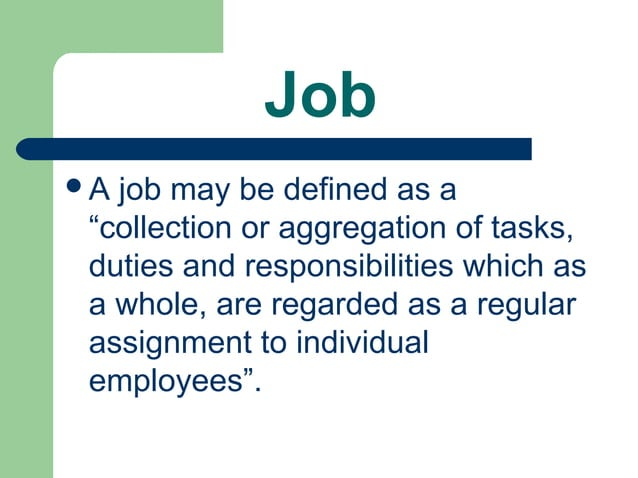 Job
A job may be defined as a
“collection or aggregation of tasks,
duties and responsibilities which as
a whole, are regarded as a regular
assignment to individual
employees”.